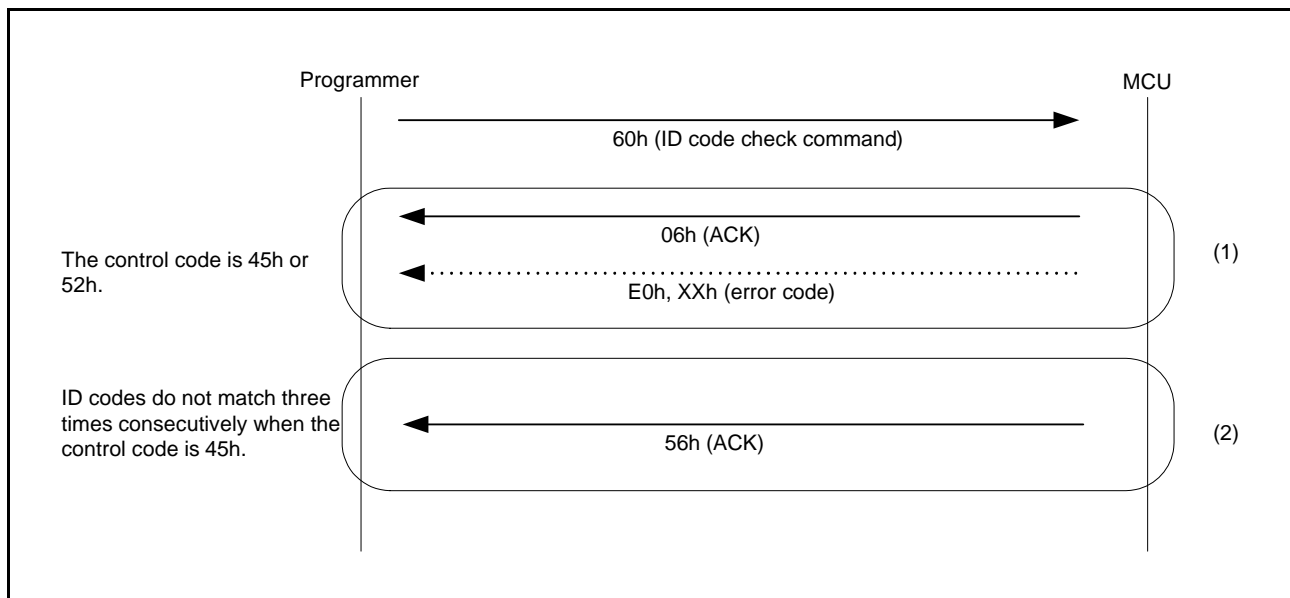 Programmer
MCU
60h (ID code check command)
06h (ACK)
The control code is 45h or
52h.
(1)
E0h, XXh (error code)
ID codes do not match three
times consecutively when the
control code is 45h.
56h (ACK)
(2)